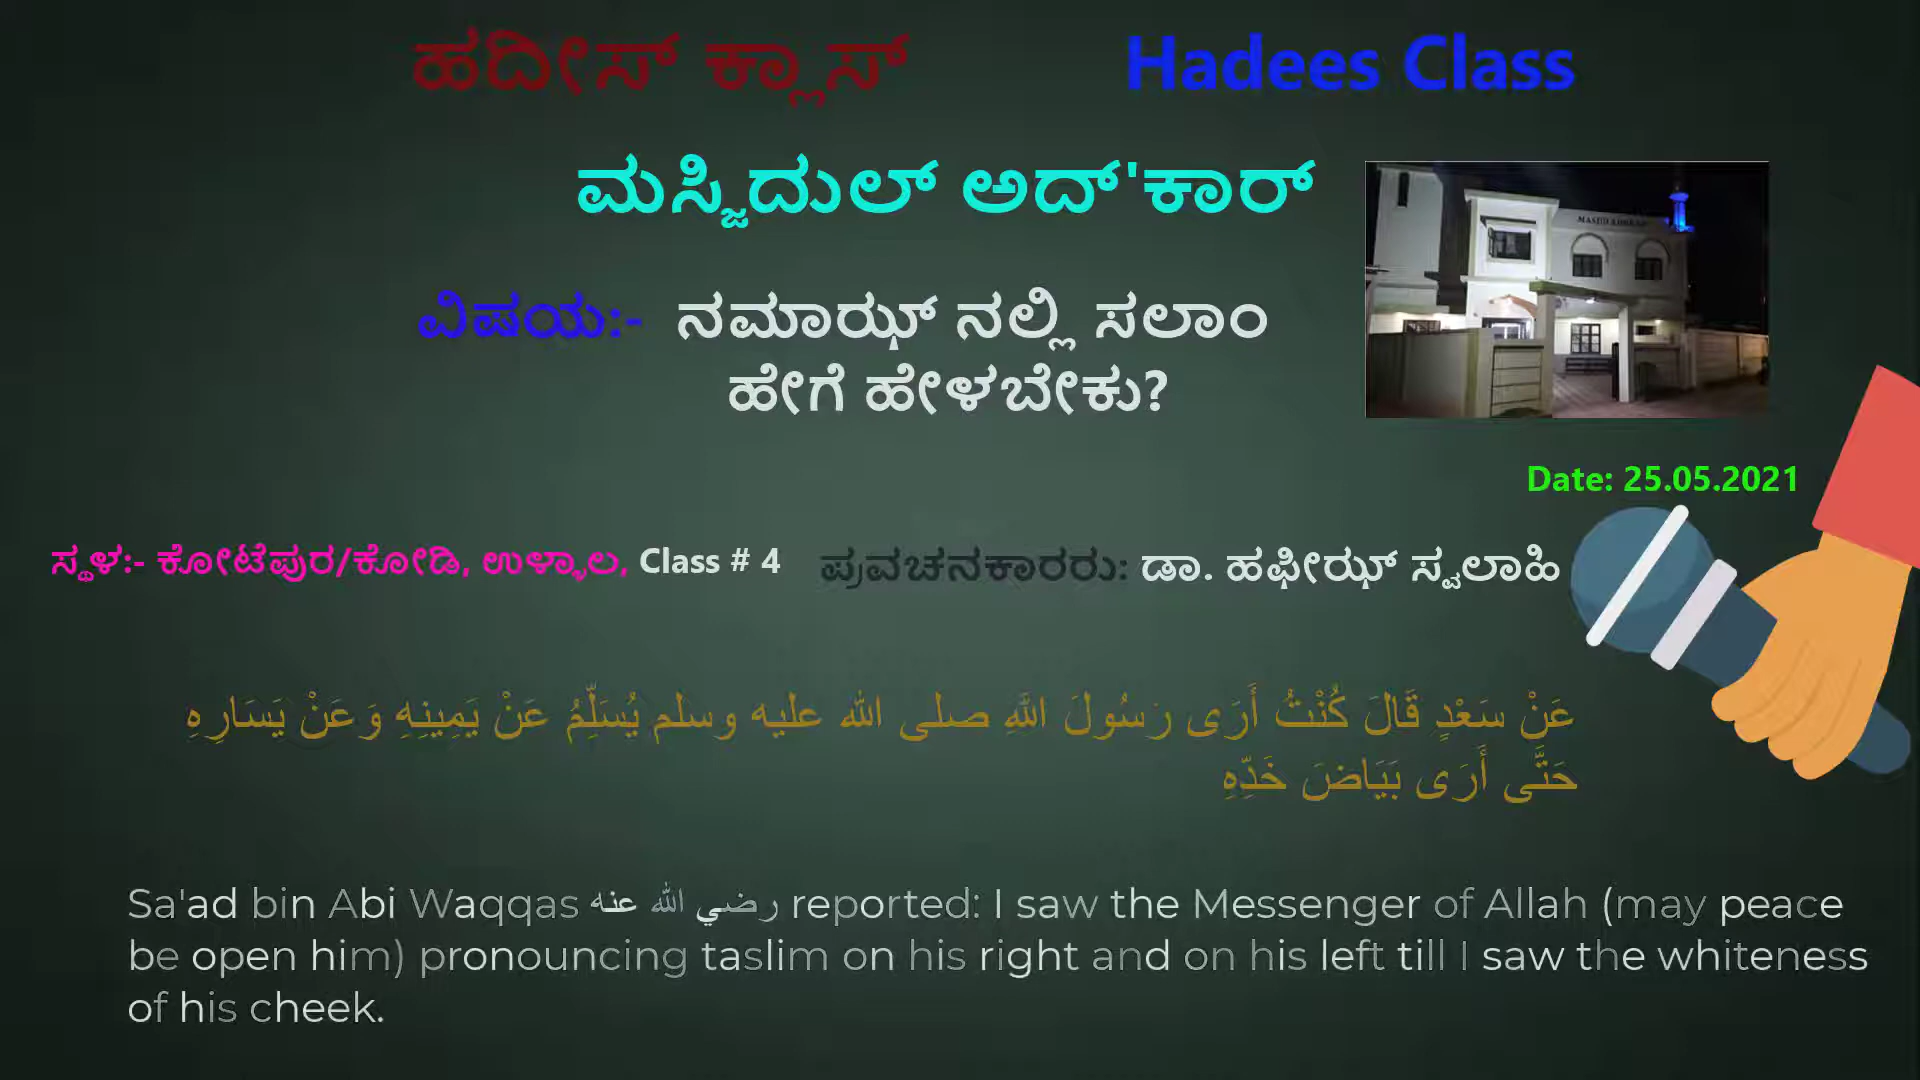 ಹದೀಸ್ ಕ್ಲಾಸ್ Hadees Class
ಮಸ್ಜಿದುಲ್ ಅದ್'ಕಾರ್
ವಿಷಯ:- ನಮಾಝ್ ನಲ್ಲಿ ಸಲಾಂ
ಹೇಗೆ ಹೇಳಬೇಕು?
Date: 25.05.2021
ಸ್ಥಳ:- ಕೋಟೆಪುರ/ಕೋಡಿ, ಉಳ್ಳಾಲ, Class # 4 ಪ್ರವಚನಕಾರರು: ಡಾ. ಹಫೀಝ್ ಸ್ವಲಾಹಿ
عَنْ سَعْدٍ قَالَ كُنْتُ أَرَى رَسُولَ اللَّهِ صلى الله عليه وسلم يُسَلِّمُ عَنْ يَمِينِهِ وَعَنْ يَسَارِهِ
حَتَّى أَرَى بَيَاضَ خَدِّهِ
Sa'ad bin Abi Waqqas رضي الله عنه reported: I saw the Messenger of Allah (may peace
be open him) pronouncing taslim on his right and on his left till I saw the whiteness
of his cheek.